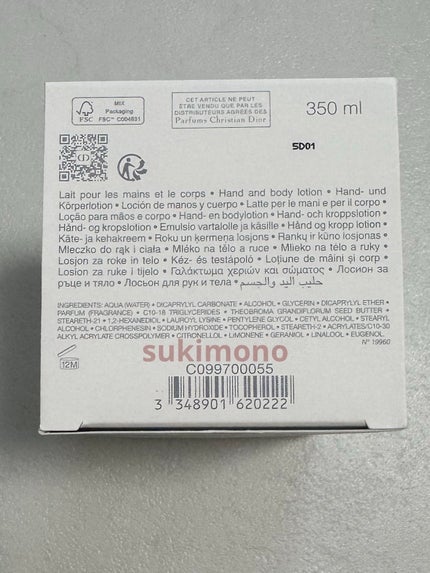 MIX
Packaging
FSC
FSC™ C004831
CET ARTICLE NE PEUT
ÊTRE VENDU QUE PAR LES
DISTRIBUTEURS AGRÉÉS DES
Parfums Christian Dior
350 ml
5D01
Lait pour les mains et le corps • Hand and body lotion • Hand- und
Körperlotion • Loción de manos y cuerpo • Latte per le mani e per il corpo •
Loção para mãos e corpo • Hand- en bodylotion • Hand- och kroppslotion •
Hånd- og kropslotion • Emulsio vartalolle ja käsille • Hånd og kropp lotion •
Käte- ja kehakreem • Roku un ķermeņa losjons • Rankų ir kūno losjonas •
Mleczko do rąk i ciała • Mléko na tělo a ruce • Mlieko na telo a ruky •
Losjon za roke in telo • Kéz- és testápoló • Loțiune de mâini și corp •
Losion za ruke i tijelo • Γαλάκτωμα χεριών και σώματος • Лосион за
ръце и тяло • Лосьон для рук и тела • حليب اليد والجسم
INGREDIENTS: AQUA (WATER) • DICAPRYLYL CARBONATE • ALCOHOL • GLYCERIN • DICAPRYLYL ETHER •
PARFUM (FRAGRANCE) • C10-18 TRIGLYCERIDES • THEOBROMA GRANDIFLORUM SEED BUTTER •
STEARETH-21 • 1,2-HEXANEDIOL • LAUROYL LYSINE • PENTYLENE GLYCOL • CETYL ALCOHOL • STEARYL
ALCOHOL • CHLORPHENESIN • SODIUM HYDROXIDE • TOCOPHEROL • STEARETH-2 • ACRYLATES/C10-30
ALKYL ACRYLATE CROSSPOLYMER • CITRONELLOL • LIMONENE • GERANIOL • LINALOOL • EUGENOL.
N° 19960
sukimono
12M
C099700055
3 348901 620222